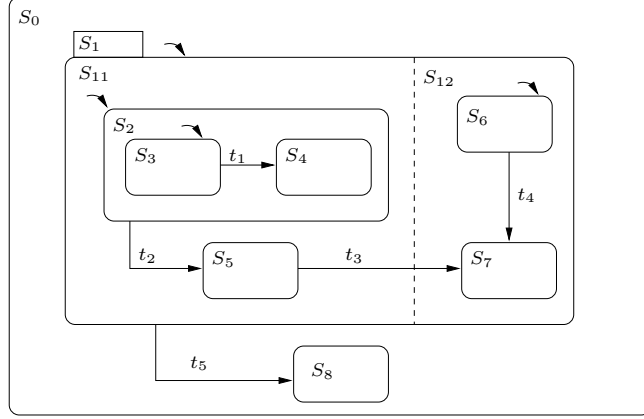 S₀
S₁
S₁₁
S₁₂
S₂
S₆
S₃
t₁
S₄
t₄
t₂
S₅
t₃
S₇
t₅
S₈